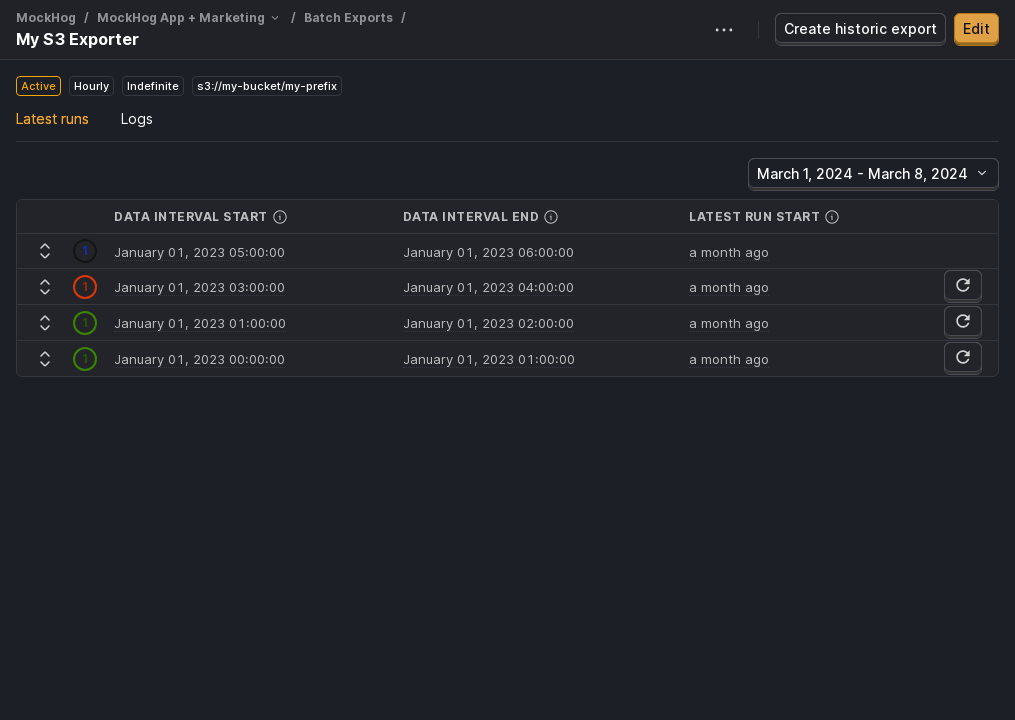 MockHog / MockHog App + Marketing / Batch Exports /
My S3 Exporter
Create historic export
Edit
Active Hourly Indefinite s3://my-bucket/my-prefix
Latest runs Logs
March 1, 2024 - March 8, 2024
DATA INTERVAL START DATA INTERVAL END LATEST RUN START
1 January 01, 2023 05:00:00 January 01, 2023 06:00:00 a month ago
1 January 01, 2023 03:00:00 January 01, 2023 04:00:00 a month ago
1 January 01, 2023 01:00:00 January 01, 2023 02:00:00 a month ago
1 January 01, 2023 00:00:00 January 01, 2023 01:00:00 a month ago